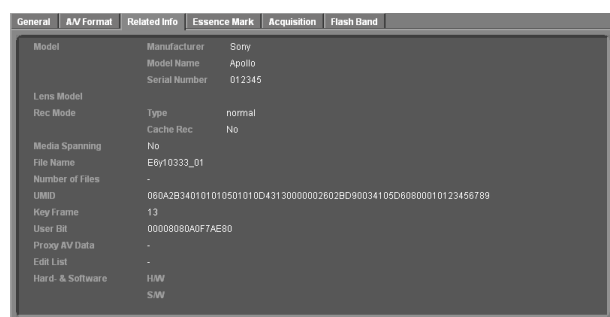 General A/V Format Related Info Essence Mark Acquisition Flash Band
Model Manufacturer Sony
Model Name Apollo
Serial Number 012345
Lens Model
Rec Mode Type normal
Cache Rec No
Media Spanning No
File Name E6y10333_01
Number of Files -
UMID 060A2B340101010501010D43130000002602BD90034105D60800010123456789
Key Frame 13
User Bit 00008080A0F7AE80
Proxy AV Data -
Edit List -
Hard- & Software H/W
S/W